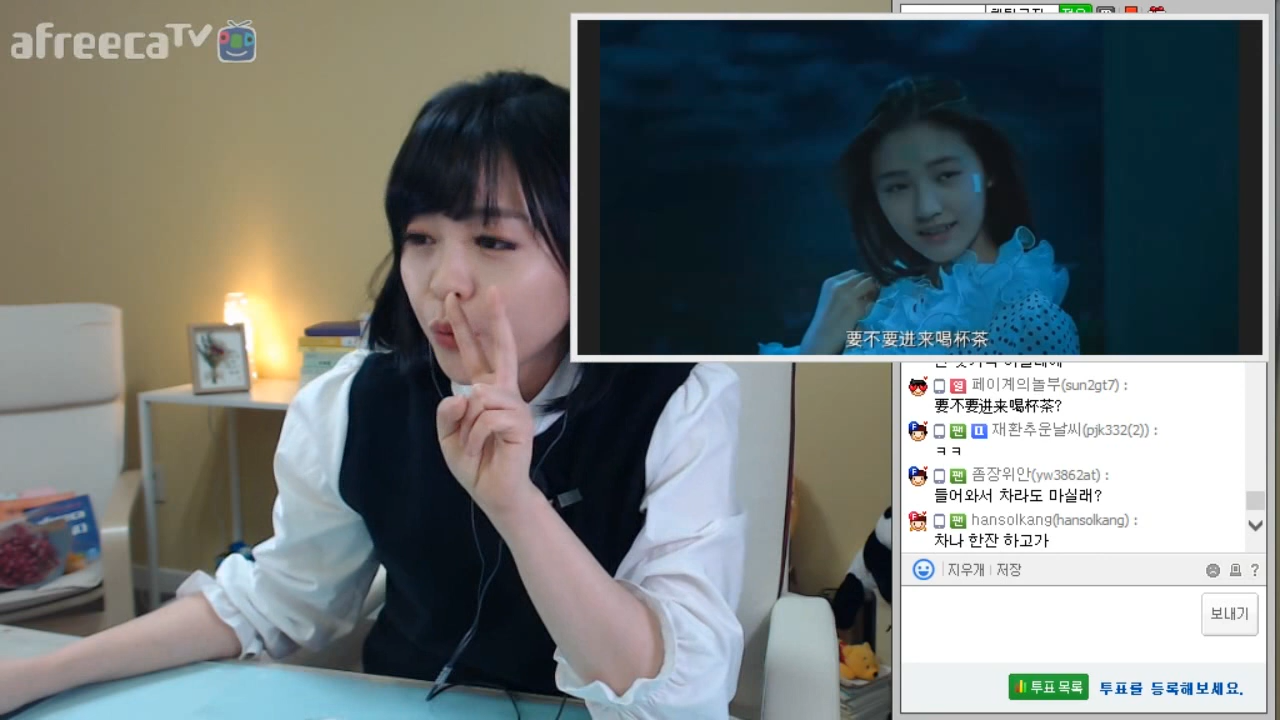 afreecaTV
要不要进来喝杯茶
페이계의놀부(sun2gt7) :
要不要进来喝杯茶?
재환추운날씨(pjk332(2)) :
ㅋㅋ
팬 좀장위안(yw3862at) :
들어와서 차라도 마실래?
팬 hansolkang(hansolkang) :
차나 한잔 하고가
지우개 | 저장
?
보내기
투표 목록 투표를 등록해보세요.